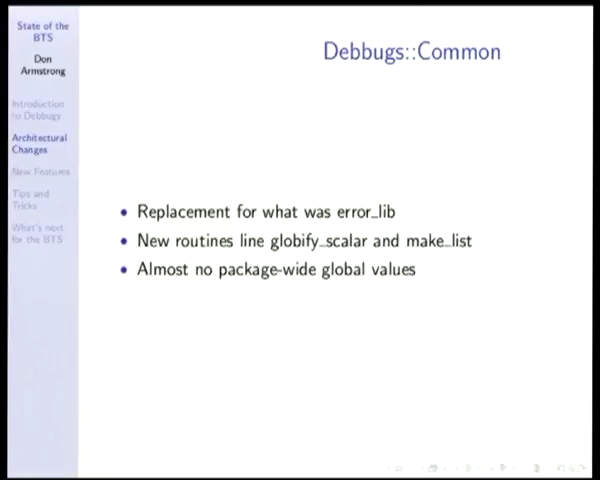 State of the
BTS
Don
Armstrong
Introduction
to Debbugs
Architectural
Changes
New Features
Tips and
Tricks
What's next
for the BTS
Debbugs::Common
• Replacement for what was error_lib
• New routines line globify_scalar and make_list
• Almost no package-wide global values